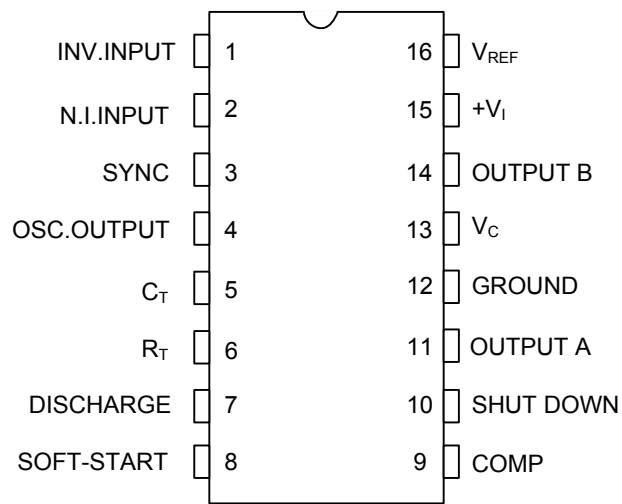 INV.INPUT 1 16 VREF
N.I.INPUT 2 15 +VI
SYNC 3 14 OUTPUT B
OSC.OUTPUT 4 13 VC
CT 5 12 GROUND
RT 6 11 OUTPUT A
DISCHARGE 7 10 SHUT DOWN
SOFT-START 8 9 COMP